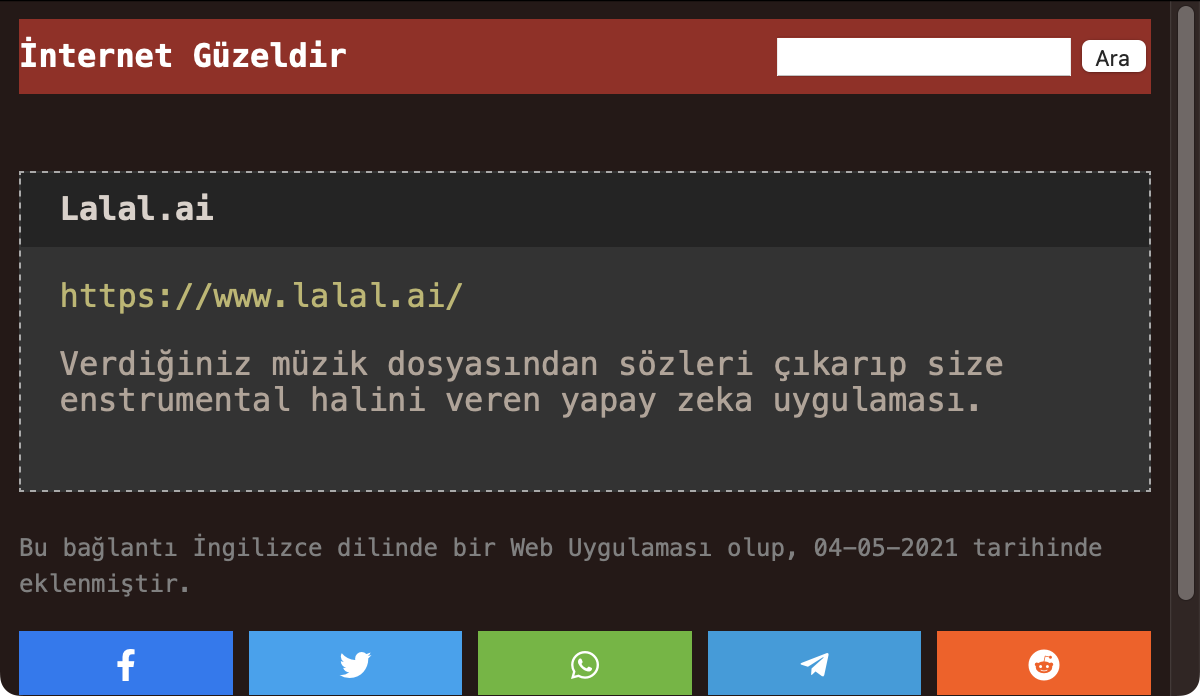 İnternet Güzeldir
Ara
Lalal.ai
https://www.lalal.ai/
Verdiğiniz müzik dosyasından sözleri çıkarıp size
enstrumental halini veren yapay zeka uygulaması.
Bu bağlantı İngilizce dilinde bir Web Uygulaması olup, 04-05-2021 tarihinde
eklenmiştir.